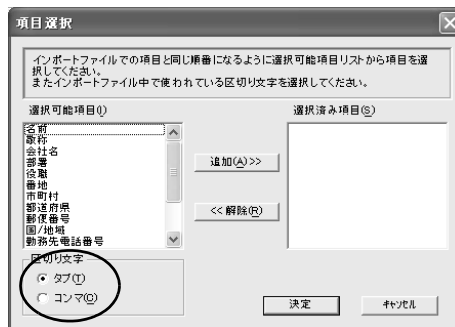 項目選択
インポートファイルでの項目と同じ順番になるように選択可能項目リストから項目を選
択してください。
またインポートファイル中で使われている区切り文字を選択してください。
選択可能項目(I)
選択済み項目(S)
名前
敬称
会社名
部署
役職
番地
市町村
都道府県
郵便番号
国/地域
勤務先電話番号
追加(A)>>
<<解除(R)
区切り文字
タブ(T)
コンマ(O)
決定
キャンセル